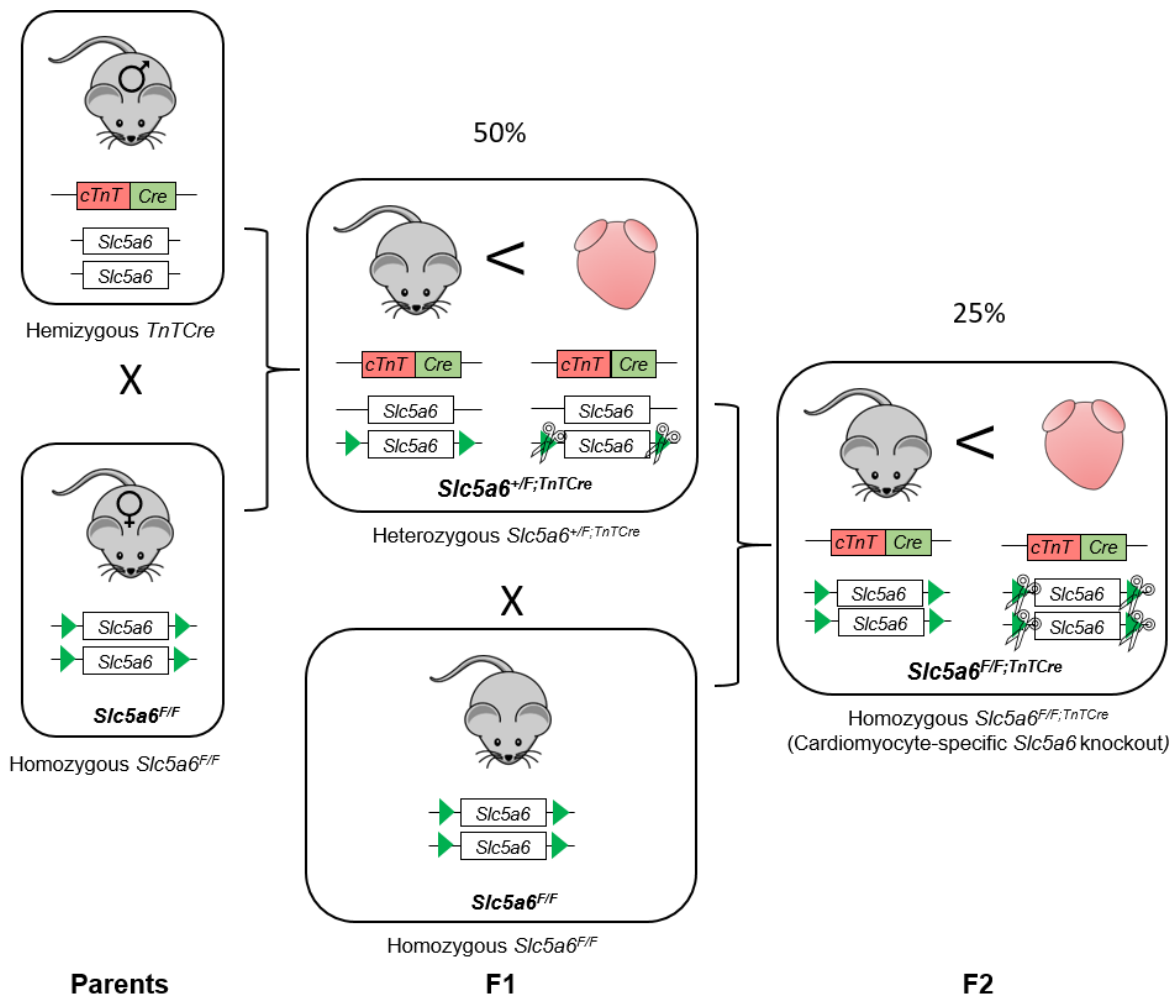 cTnT Cre
Slc5a6
Slc5a6
Hemizygous TnTCre
X
Slc5a6
Slc5a6
Slc5a6F/F
Homozygous Slc5a6F/F
Parents
50%
<
cTnT Cre
cTnT Cre
Slc5a6
Slc5a6
Slc5a6
Slc5a6
Slc5a6+/F;TnTCre
Heterozygous Slc5a6+/F;TnTCre
X
Slc5a6
Slc5a6
Slc5a6F/F
Homozygous Slc5a6F/F
F1
25%
<
cTnT Cre
cTnT Cre
Slc5a6
Slc5a6
Slc5a6
Slc5a6
Slc5a6F/F;TnTCre
Homozygous Slc5a6F/F;TnTCre
(Cardiomyocyte-specific Slc5a6 knockout)
F2